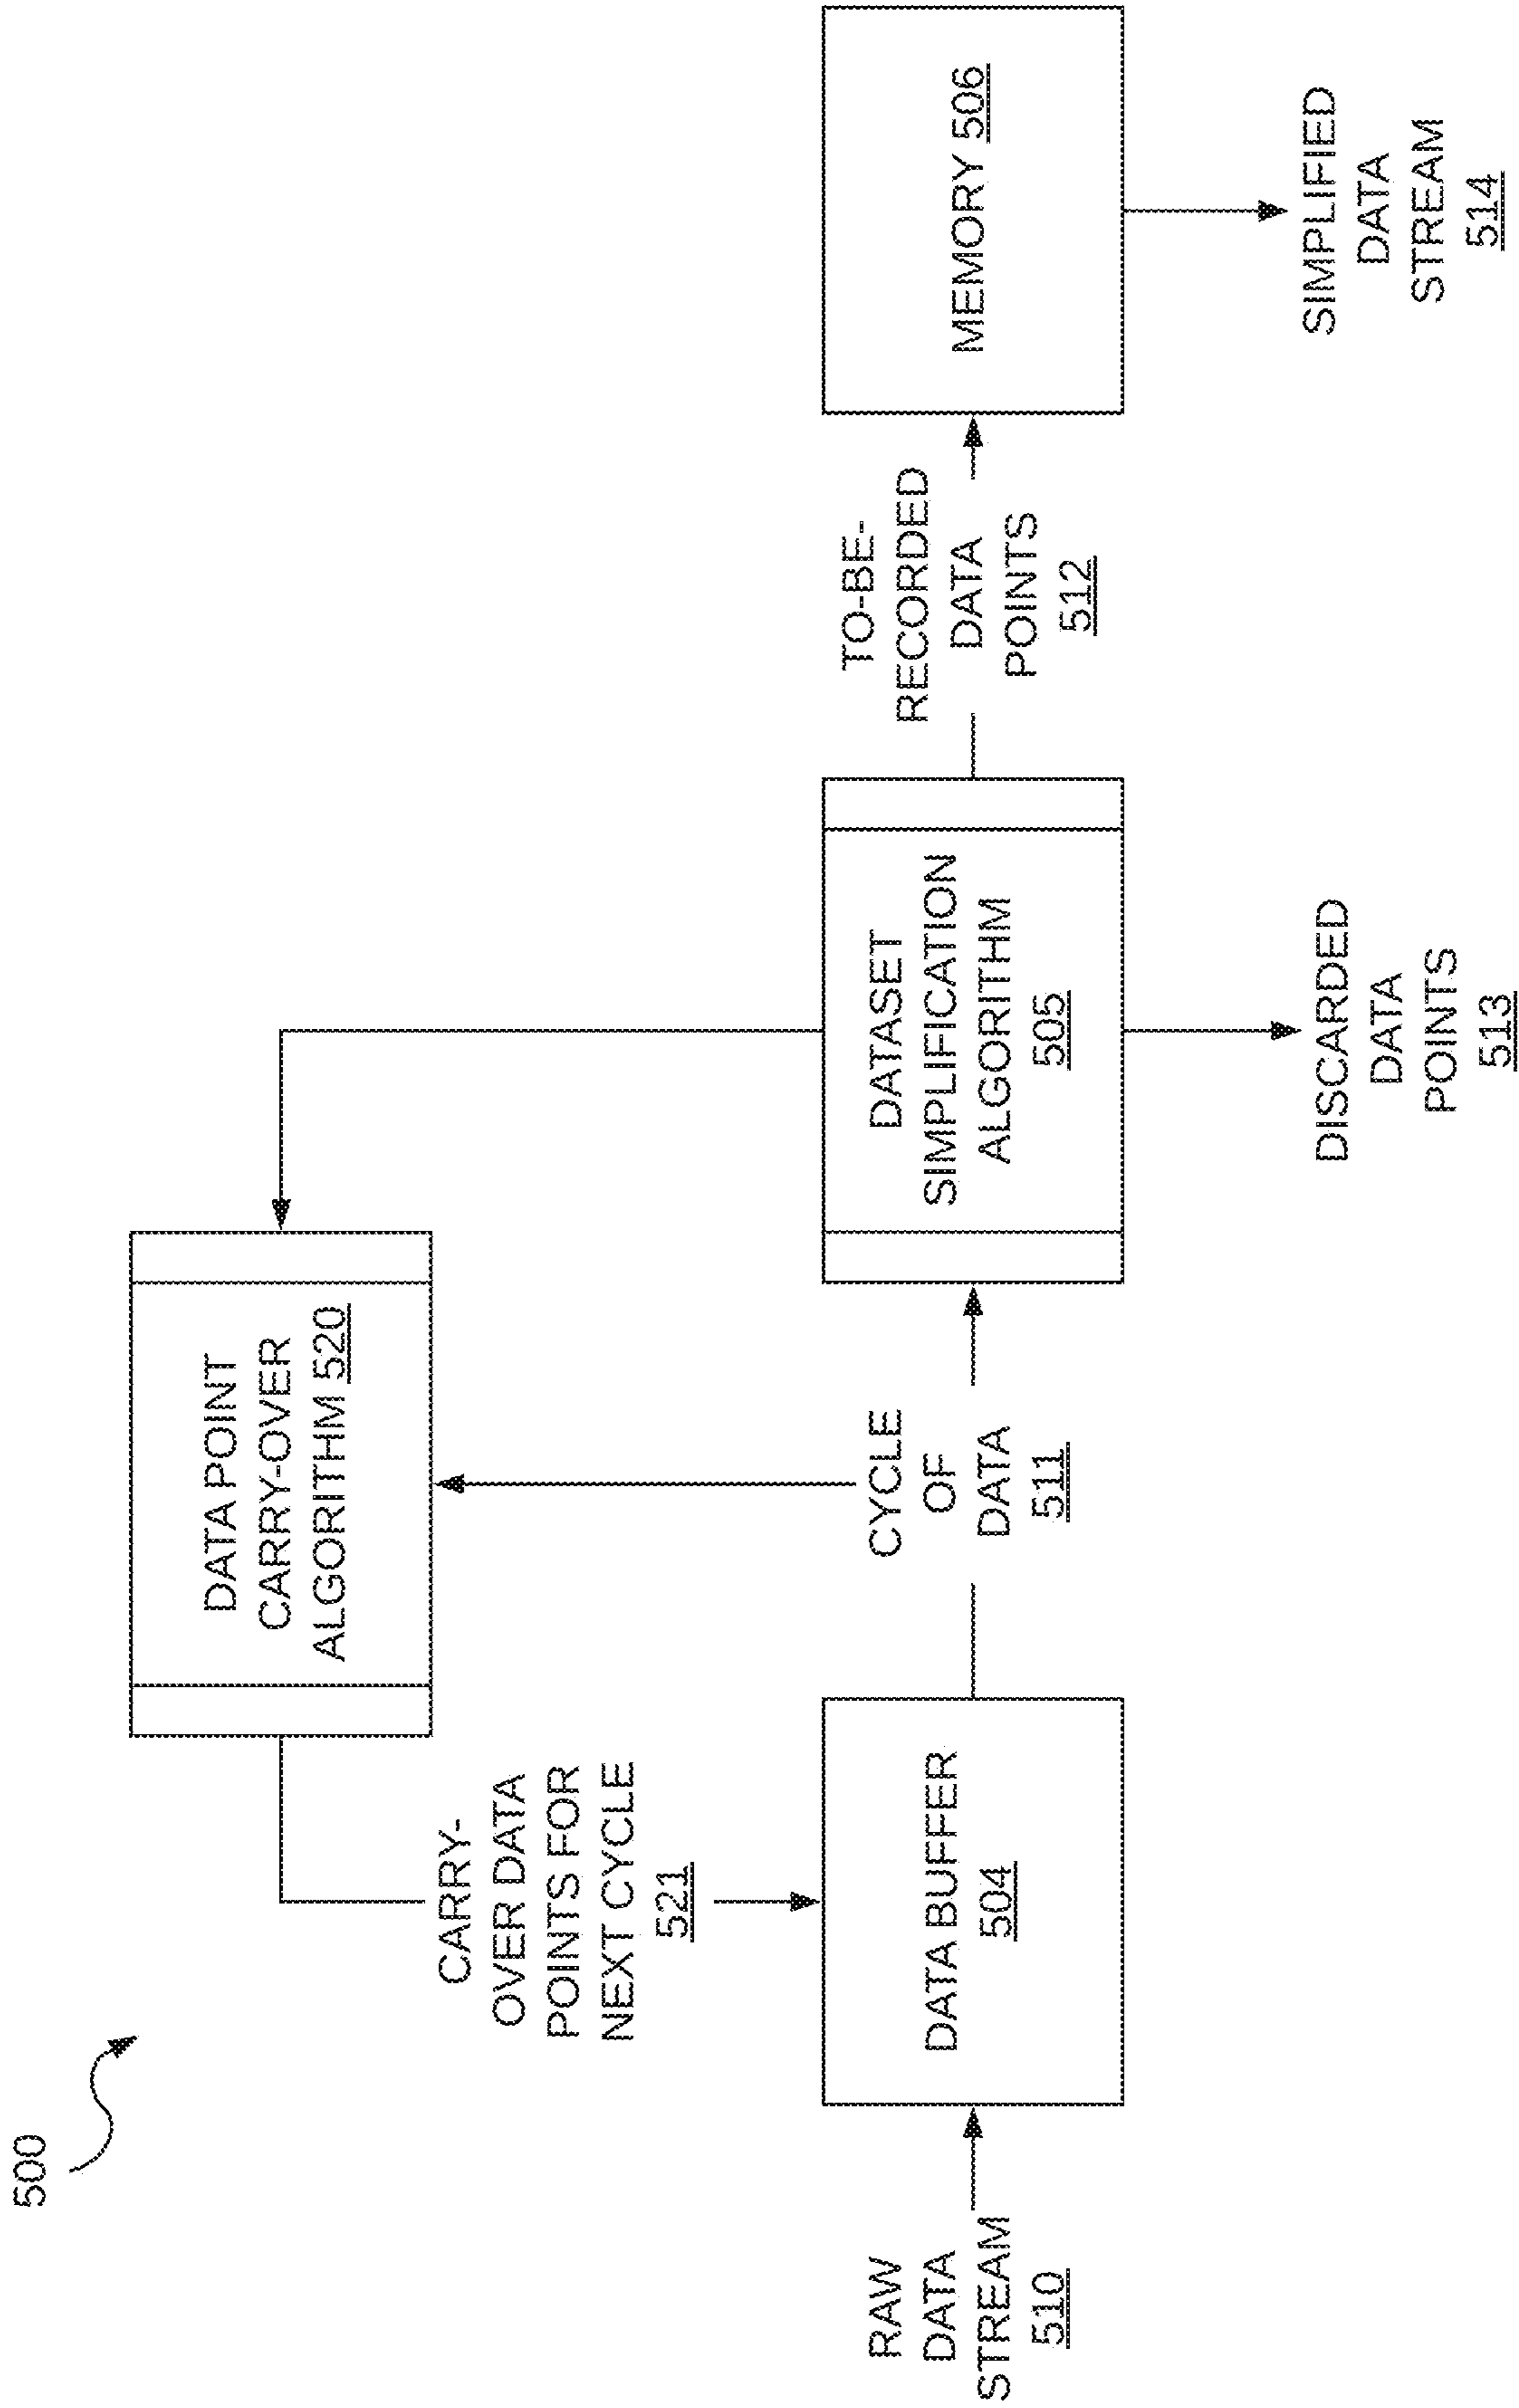 500
DATA POINT
CARRY-OVER
ALGORITHM 520
CARRY-
OVER DATA
POINTS FOR
NEXT CYCLE
521
RAW
DATA
STREAM
510
DATA BUFFER
504
CYCLE
OF
DATA
511
DATASET
SIMPLIFICATION
ALGORITHM
505
TO-BE-
RECORDED
DATA
POINTS
512
MEMORY 506
DISCARDED
DATA
POINTS
513
SIMPLIFIED
DATA
STREAM
514